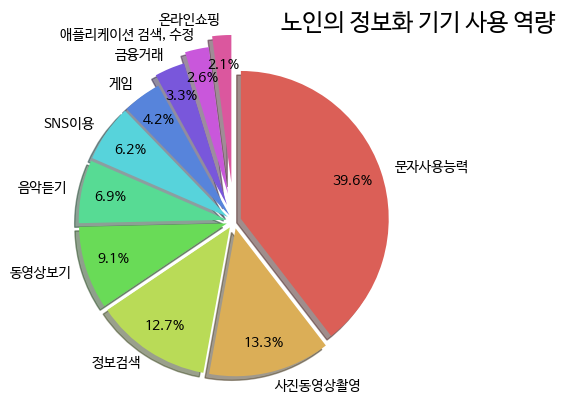 노인의 정보화 기기 사용 역량
온라인쇼핑
애플리케이션 검색, 수정
금융거래
게임
SNS이용
음악듣기
동영상보기
정보검색
사진동영상촬영
문자사용능력
2.1%
2.6%
3.3%
4.2%
6.2%
6.9%
9.1%
12.7%
13.3%
39.6%